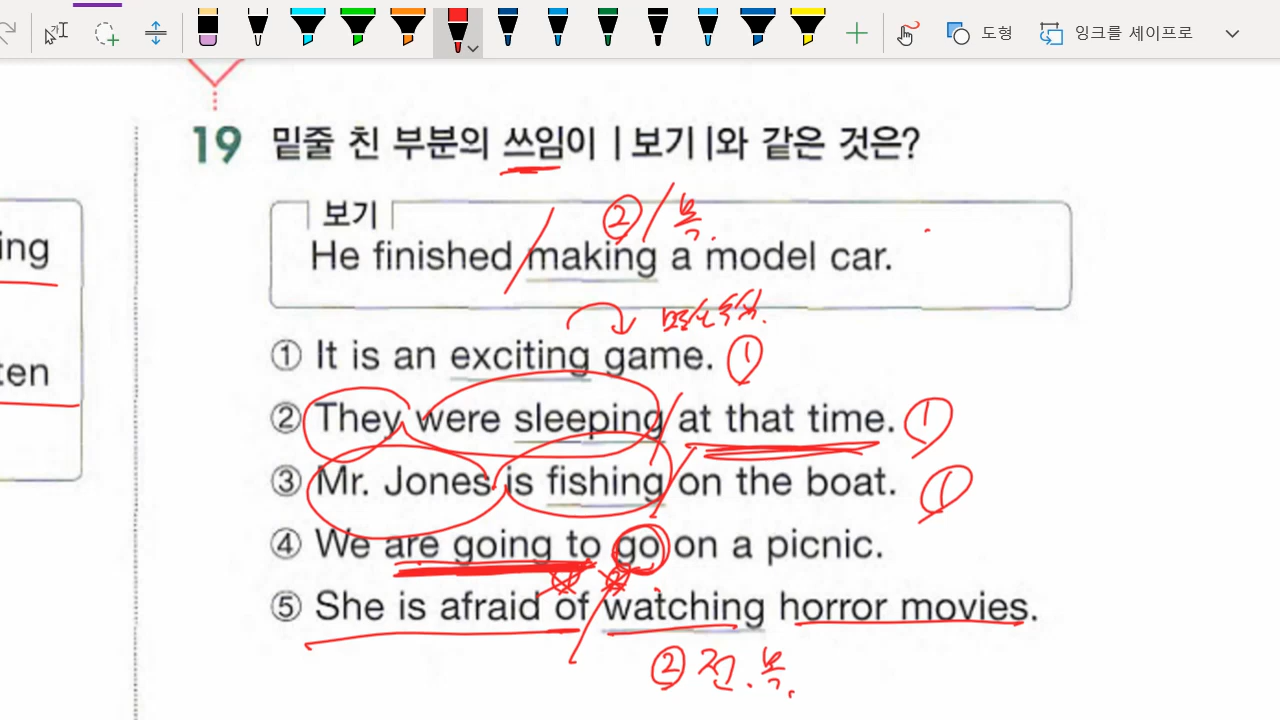 도형
잉크를 셰이프로
19 밑줄 친 부분의 쓰임이 |보기|와 같은 것은?
보기
② / 목.
He finished / making a model car.
ing
① It is an exciting game. ①
ten
② They were sleeping / at that time. ①
③ Mr. Jones is fishing / on the boat. ①
④ We are going to go on a picnic.
⑤ She is afraid of / watching horror movies.
② 전.목.